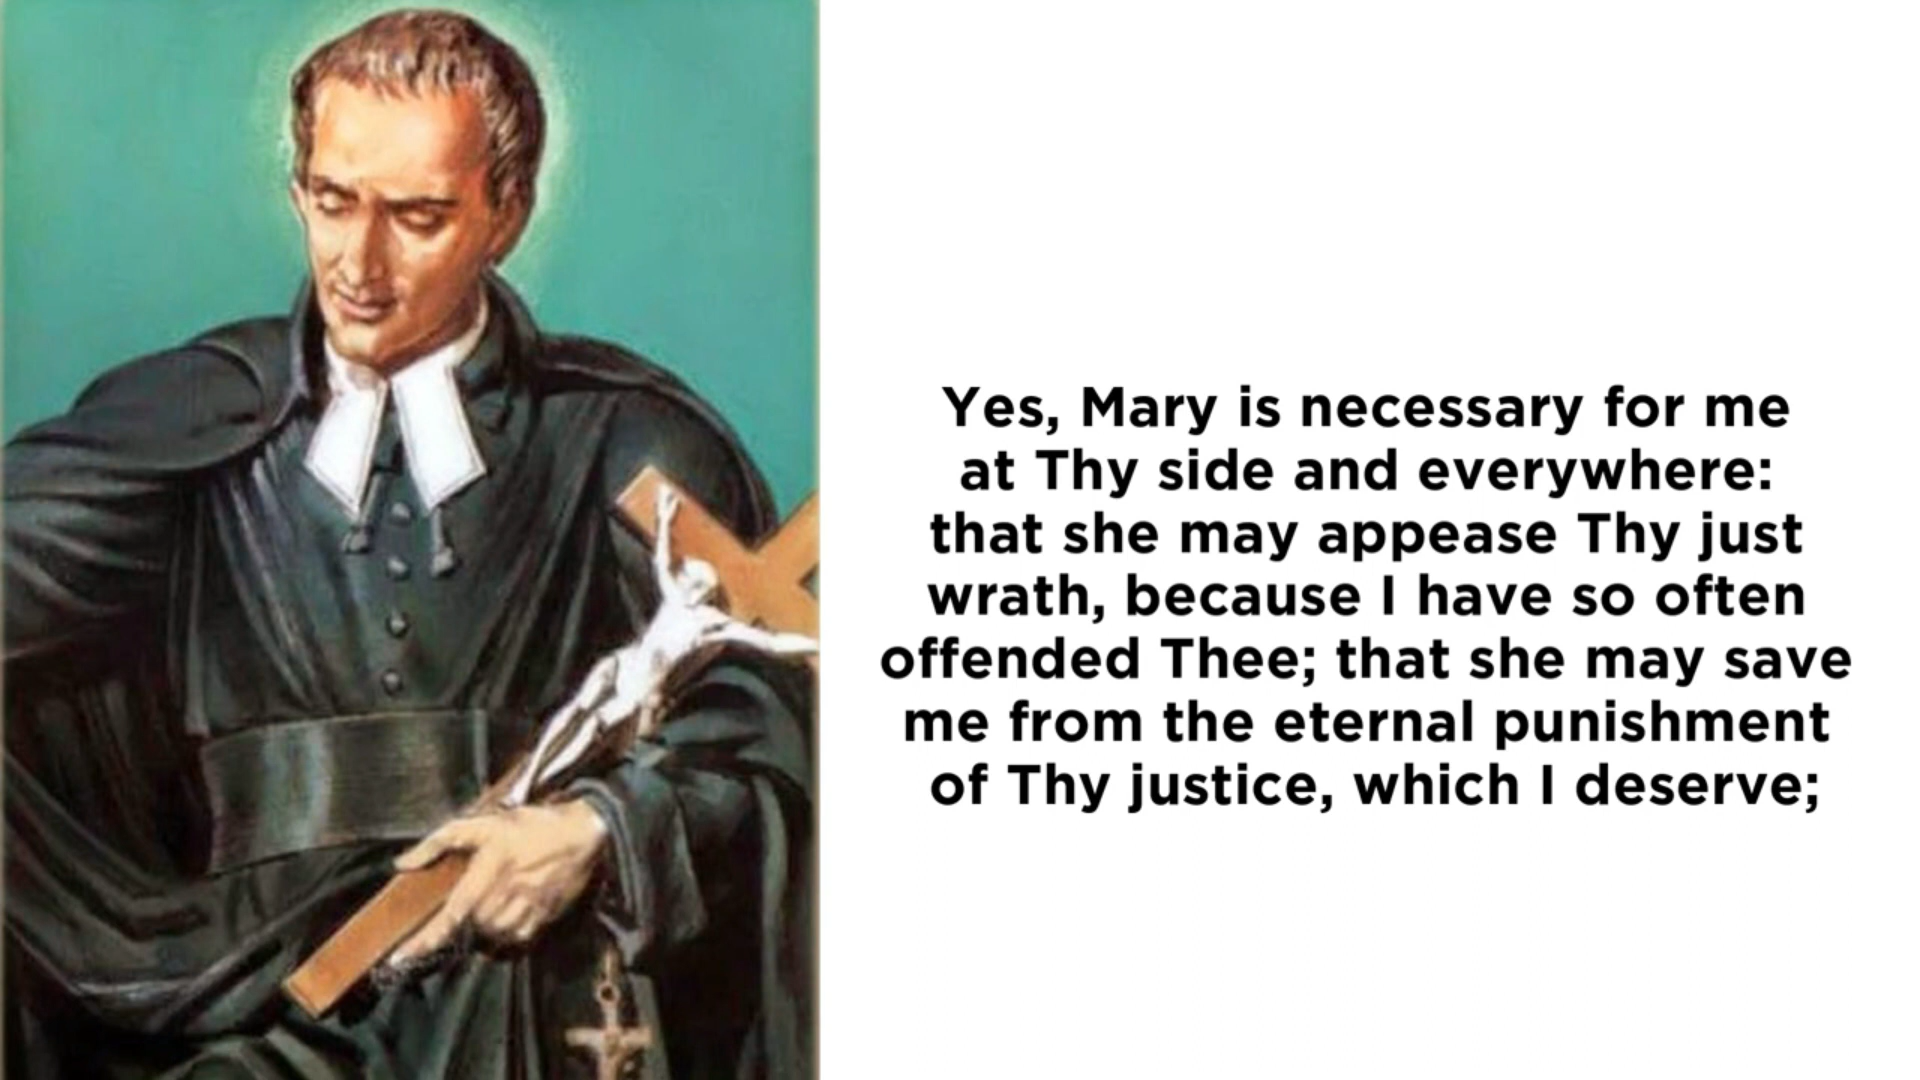 Yes, Mary is necessary for me
at Thy side and everywhere:
that she may appease Thy just
wrath, because I have so often
offended Thee; that she may save
me from the eternal punishment
of Thy justice, which I deserve;